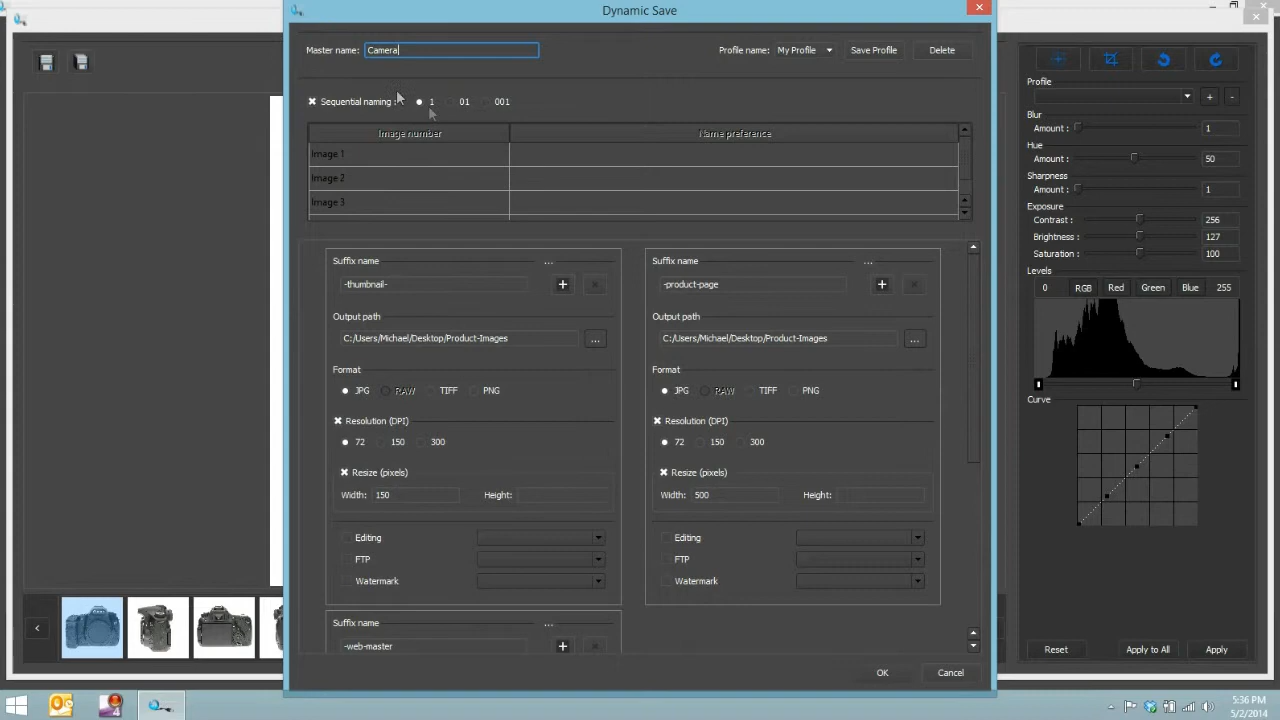 Dynamic Save
Master name: Camera
Profile name: My Profile Save Profile Delete
Sequential naming : 1 01 001
Image number Name preference
Image 1
Image 2
Image 3
Suffix name ...
-thumbnail-
Output path
C:/Users/Michael/Desktop/Product-Images ...
Format
JPG RAW TIFF PNG
Resolution (DPI)
72 150 300
Resize (pixels)
Width: 150 Height:
Editing
FTP
Watermark
Suffix name ...
-product-page
Output path
C:/Users/Michael/Desktop/Product-Images ...
Format
JPG RAW TIFF PNG
Resolution (DPI)
72 150 300
Resize (pixels)
Width: 500 Height:
Editing
FTP
Watermark
Suffix name ...
-web-master
OK Cancel
Profile
+ -
Blur
Amount : 1
Hue
Amount : 50
Sharpness
Amount : 1
Exposure
Contrast : 256
Brightness : 127
Saturation : 100
Levels
0 RGB Red Green Blue 255
Curve
Reset Apply to All Apply
5:36 PM
5/2/2014